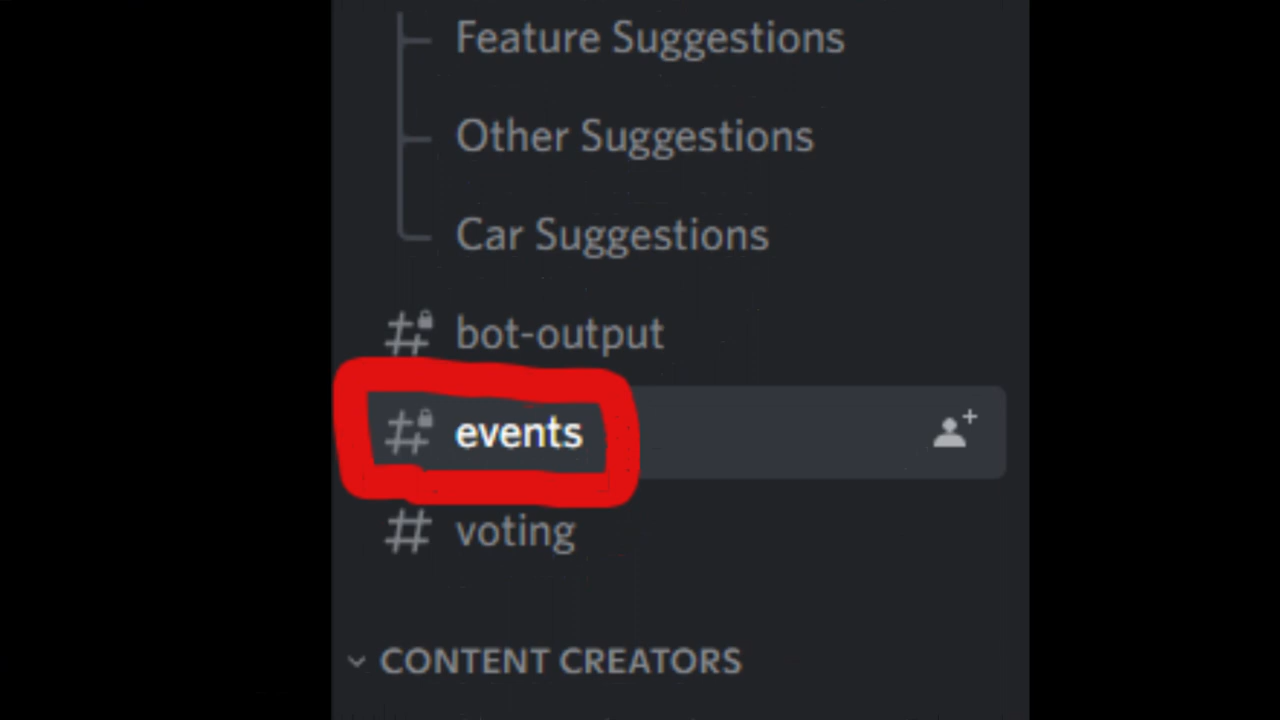 Feature Suggestions
Other Suggestions
Car Suggestions
bot-output
events
voting
CONTENT CREATORS